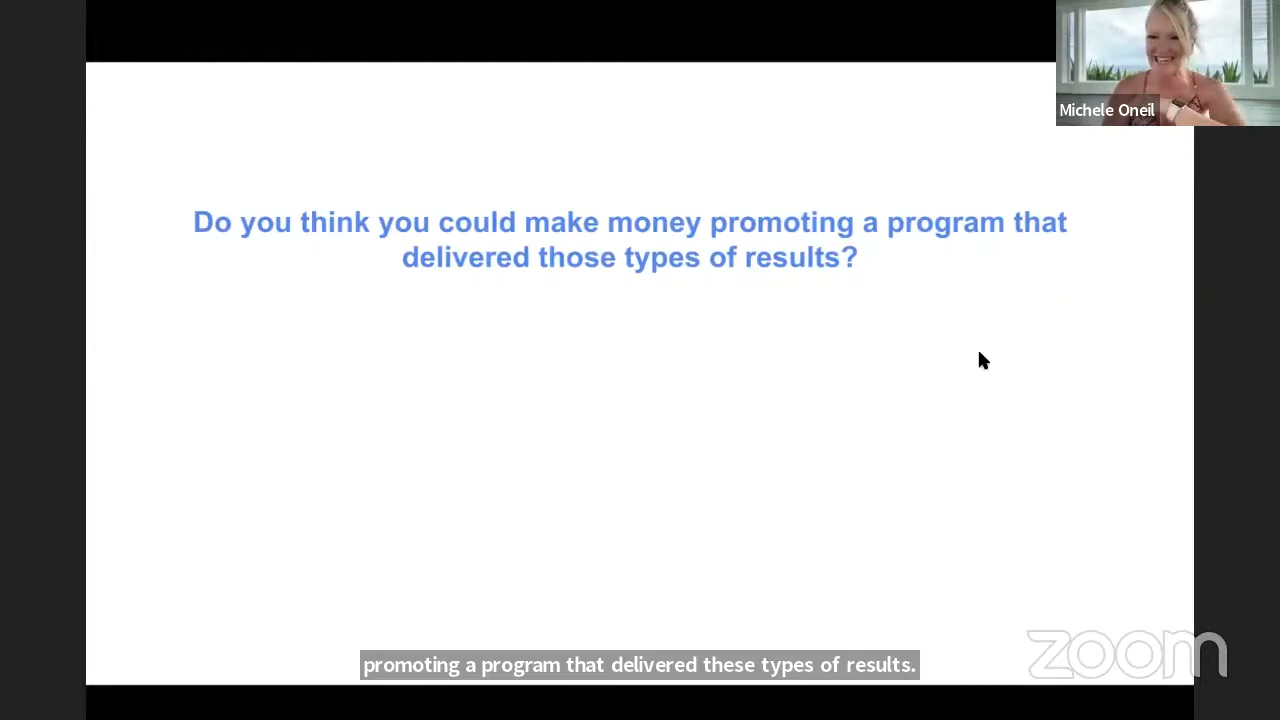 Michele Oneil
Do you think you could make money promoting a program that
delivered those types of results?
promoting a program that delivered these types of results.
zoom